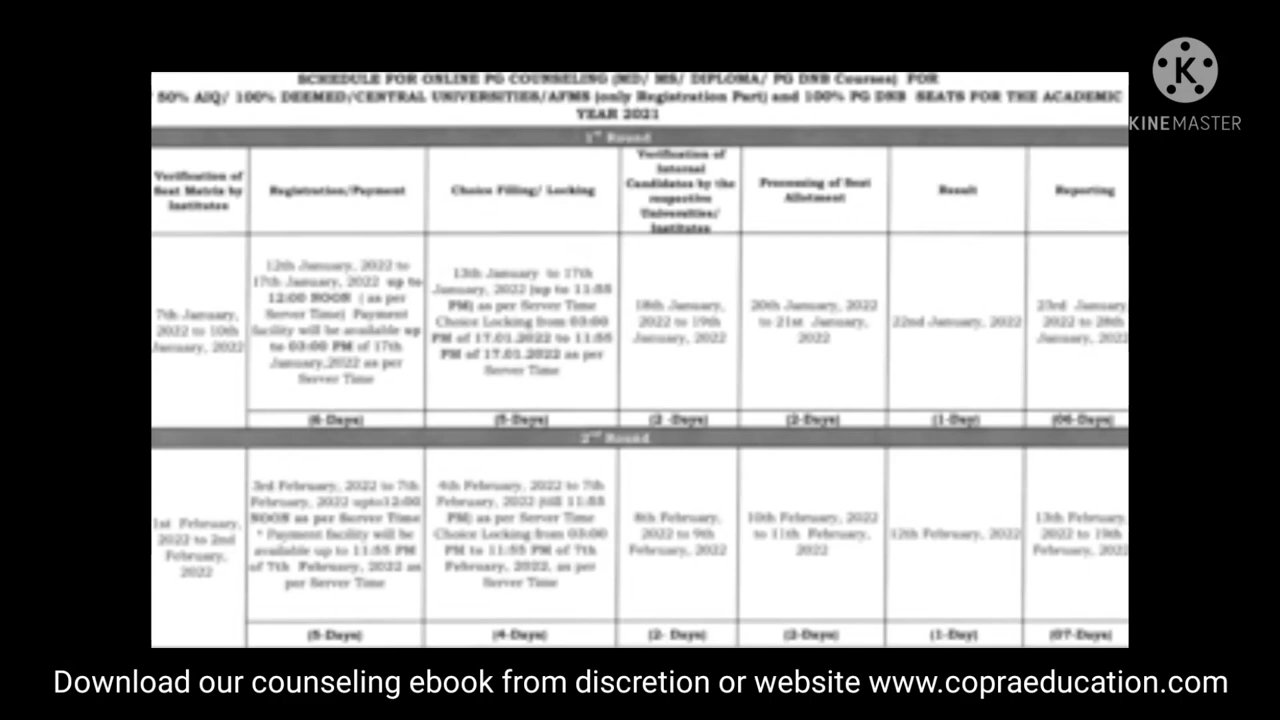 SCHEDULE FOR ONLINE PG COUNSELING (MD/ MS/ DIPLOMA/ PG DNB Courses) FOR
50% AIQ/ 100% DEEMED/CENTRAL UNIVERSITIES/AFMS (only Registration Part) and 100% PG DNB SEATS FOR THE ACADEMIC
YEAR 2021
KINEMASTER
1st Round
Verification of
Seat Matrix by
Institutes
Registration/Payment
Choice Filling/ Locking
Verification of
Internal
Candidates by the
respective
Universities/
Institutes
Processing of Seat
Allotment
Result
Reporting
7th January,
2022 to 10th
January, 2022
12th January, 2022 to
17th January, 2022 up to
12:00 NOON ( as per
Server Time) Payment
facility will be available up
to 03:00 PM of 17th
January,2022 as per
Server Time
13th January to 17th
January, 2022 (up to 11:55
PM) as per Server Time
Choice Locking from 03:00
PM of 17.01.2022 to 11:55
PM of 17.01.2022 as per
Server Time
18th January,
2022 to 19th
January, 2022
20th January, 2022
to 21st January,
2022
22nd January, 2022
23rd January
2022 to 28th
January, 2022
(6-Days)
(5-Days)
(2 -Days)
(2-Days)
(1-Day)
(06-Days)
2nd Round
1st February,
2022 to 2nd
February,
2022
3rd February, 2022 to 7th
February, 2022 upto12:00
NOON as per Server Time
* Payment facility will be
available up to 11:55 PM
of 7th February, 2022 as
per Server Time
4th February, 2022 to 7th
February, 2022 (till 11:55
PM) as per Server Time
Choice Locking from 03:00
PM to 11:55 PM of 7th
February, 2022, as per
Server Time
8th February,
2022 to 9th
February, 2022
10th February, 2022
to 11th February,
2022
12th February, 2022
13th February,
2022 to 19th
February, 2022
(5-Days)
(4-Days)
(2- Days)
(2-Days)
(1-Day)
(07-Days)
Download our counseling ebook from discretion or website www.copraeducation.com